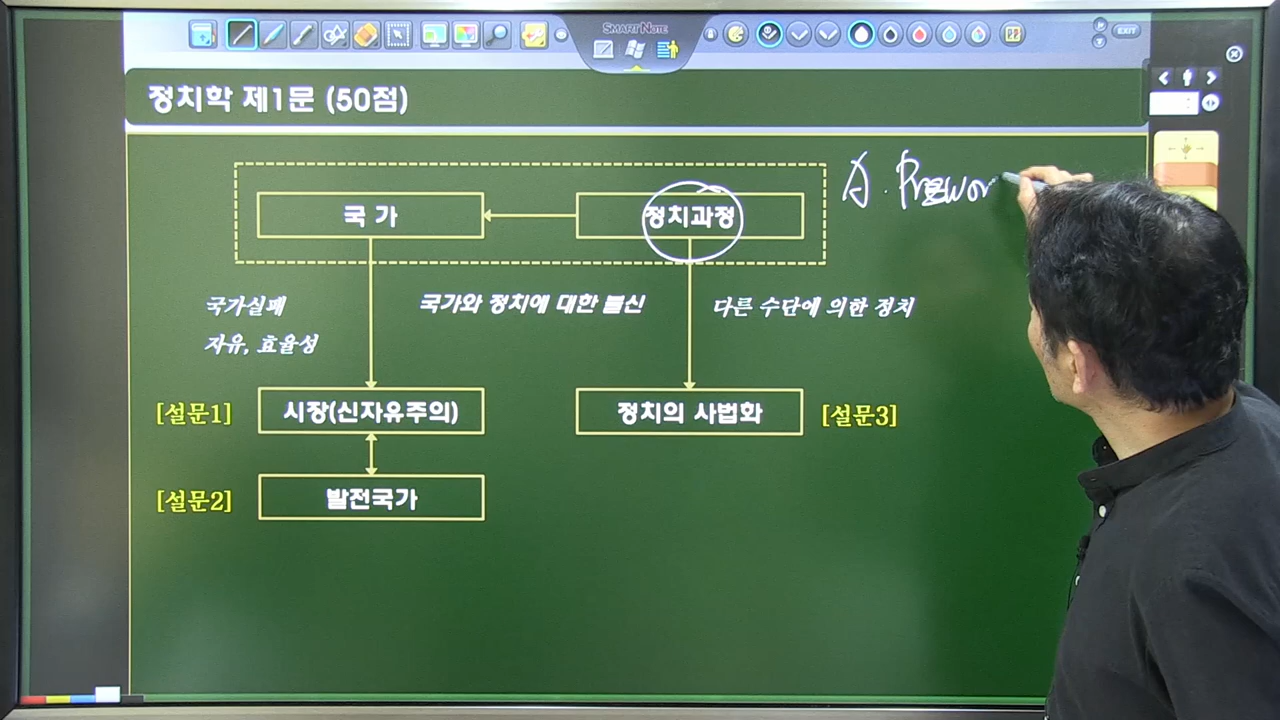 SMART NOTE
EXIT
정치학 제1문 (50점)
A. Przewor
국 가
정치과정
국가실패
국가와 정치에 대한 불신
다른 수단에 의한 정치
자유, 효율성
[설문1]
시장(신자유주의)
정치의 사법화
[설문3]
[설문2]
발전국가